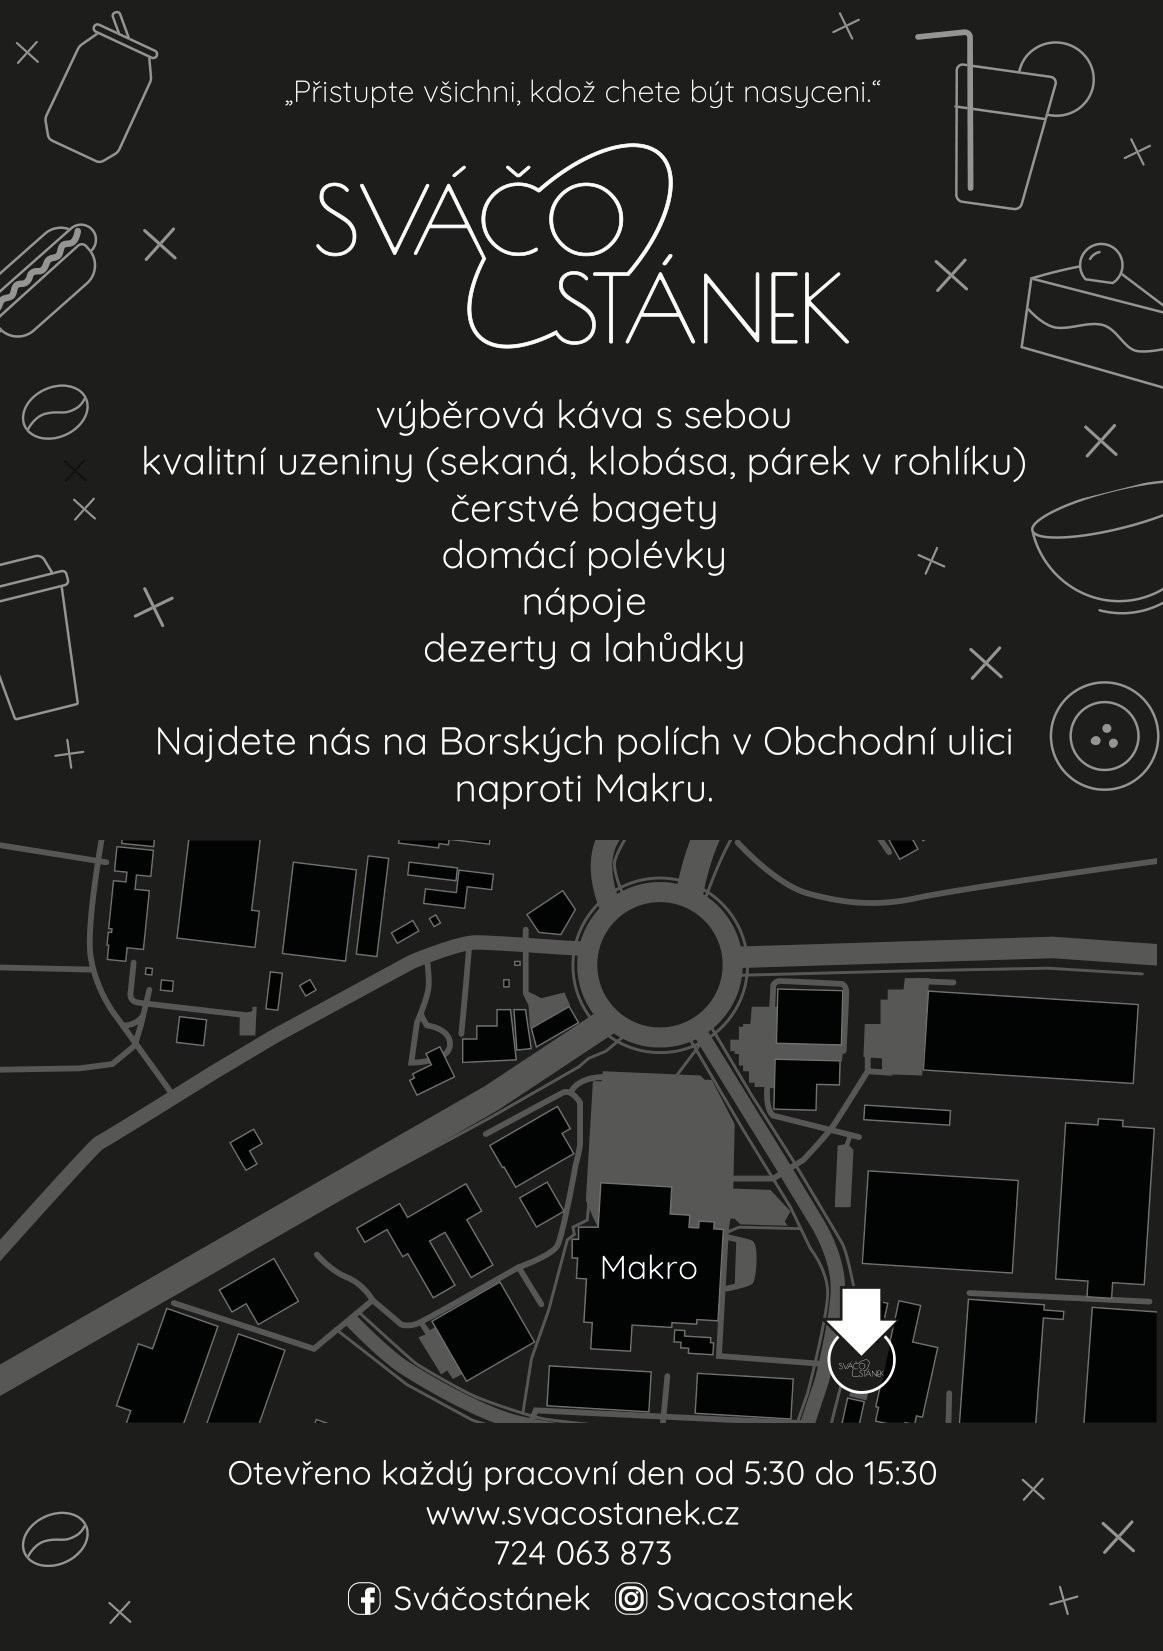 „Přistupte všichni, kdož chete být nasyceni.“
SVÁČO
STÁNEK
výběrová káva s sebou
kvalitní uzeniny (sekaná, klobása, párek v rohlíku)
čerstvé bagety
domácí polévky
nápoje
dezerty a lahůdky
Najdete nás na Borských polích v Obchodní ulici
naproti Makru.
Makro
SVÁČO
STÁNEK
Otevřeno každý pracovní den od 5:30 do 15:30
www.svacostanek.cz
724 063 873
Sváčostánek Svacostanek